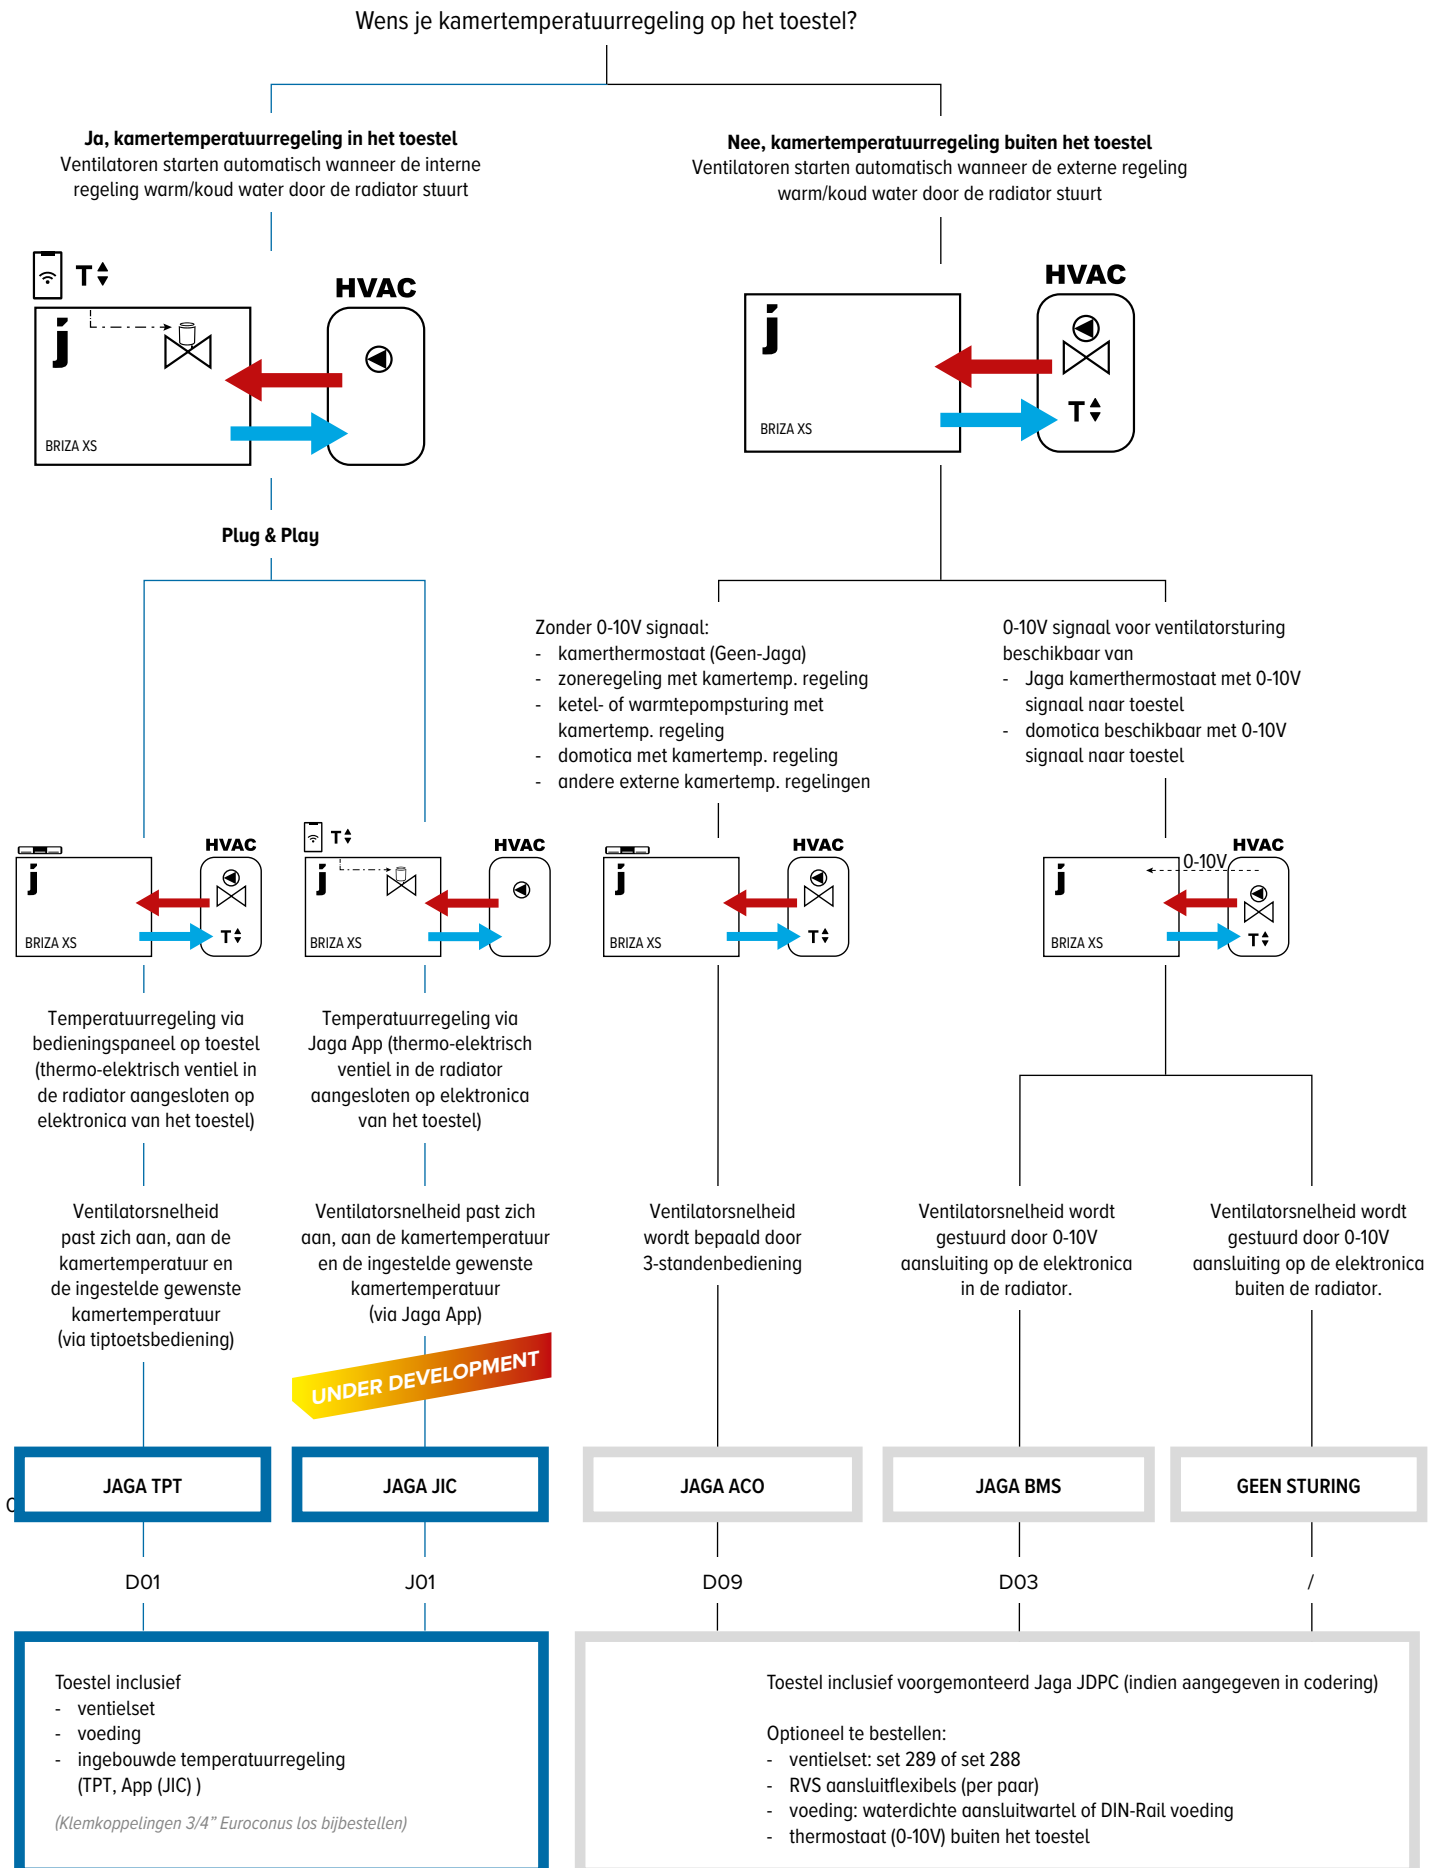 Wens je kamertemperatuurregeling op het toestel?
Ja, kamertemperatuurregeling in het toestel
Ventilatoren starten automatisch wanneer de interne
regeling warm/koud water door de radiator stuurt
Nee, kamertemperatuurregeling buiten het toestel
Ventilatoren starten automatisch wanneer de externe regeling
warm/koud water door de radiator stuurt
T
HVAC
j
BRIZA XS
HVAC
j
T
BRIZA XS
Plug & Play
Zonder 0-10V signaal:
- kamerthermostaat (Geen-Jaga)
- zoneregeling met kamertemp. regeling
- ketel- of warmtepompsturing met
kamertemp. regeling
- domotica met kamertemp. regeling
- andere externe kamertemp. regelingen
0-10V signaal voor ventilatorsturing
beschikbaar van
- Jaga kamerthermostaat met 0-10V
signaal naar toestel
- domotica beschikbaar met 0-10V
signaal naar toestel
HVAC
j
T
BRIZA XS
T
HVAC
j
BRIZA XS
HVAC
j
T
BRIZA XS
HVAC
0-10V
j
T
BRIZA XS
Temperatuurregeling via
bedieningspaneel op toestel
(thermo-elektrisch ventiel in
de radiator aangesloten op
elektronica van het toestel)
Temperatuurregeling via
Jaga App (thermo-elektrisch
ventiel in de radiator
aangesloten op elektronica
van het toestel)
Ventilatorsnelheid
past zich aan, aan de
kamertemperatuur en
de ingestelde gewenste
kamertemperatuur
(via tiptoetsbediening)
Ventilatorsnelheid past zich
aan, aan de kamertemperatuur
en de ingestelde gewenste
kamertemperatuur
(via Jaga App)
Ventilatorsnelheid
wordt bepaald door
3-standenbediening
Ventilatorsnelheid wordt
gestuurd door 0-10V
aansluiting op de elektronica
in de radiator.
Ventilatorsnelheid wordt
gestuurd door 0-10V
aansluiting op de elektronica
buiten de radiator.
UNDER DEVELOPMENT
JAGA TPT
JAGA JIC
JAGA ACO
JAGA BMS
GEEN STURING
D01
J01
D09
D03
/
Toestel inclusief
- ventielset
- voeding
- ingebouwde temperatuurregeling
(TPT, App (JIC) )
(Klemkoppelingen 3/4” Euroconus los bijbestellen)
Toestel inclusief voorgemonteerd Jaga JDPC (indien aangegeven in codering)
Optioneel te bestellen:
- ventielset: set 289 of set 288
- RVS aansluitflexibels (per paar)
- voeding: waterdichte aansluitwartel of DIN-Rail voeding
- thermostaat (0-10V) buiten het toestel